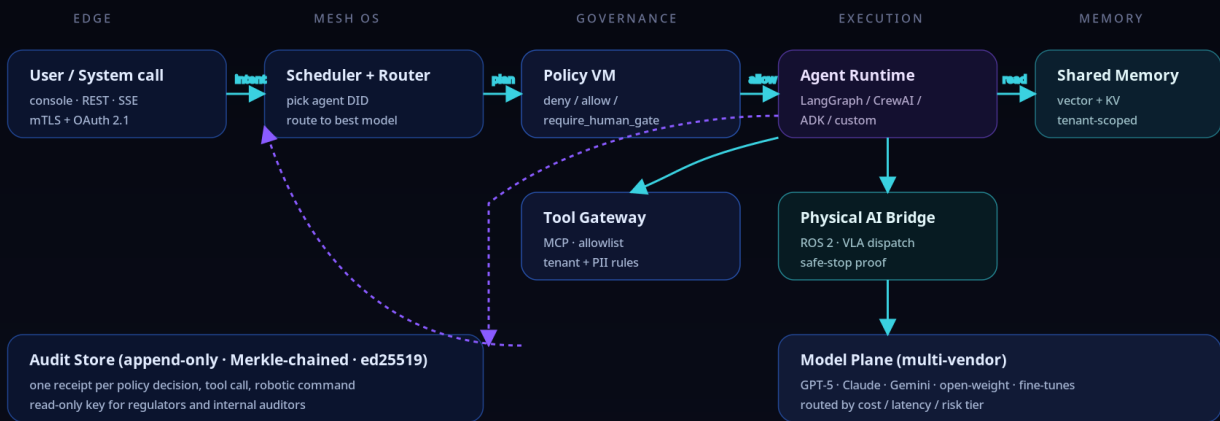 EDGE
MESH OS
GOVERNANCE
EXECUTION
MEMORY
User / System call
console · REST · SSE
mTLS + OAuth 2.1
intent
Scheduler + Router
pick agent DID
route to best model
plan
Policy VM
deny / allow /
require_human_gate
allow
Agent Runtime
LangGraph / CrewAI /
ADK / custom
read
Shared Memory
vector + KV
tenant-scoped
Tool Gateway
MCP · allowlist
tenant + PII rules
Physical AI Bridge
ROS 2 · VLA dispatch
safe-stop proof
Audit Store (append-only · Merkle-chained · ed25519)
one receipt per policy decision, tool call, robotic command
read-only key for regulators and internal auditors
Model Plane (multi-vendor)
GPT-5 · Claude · Gemini · open-weight · fine-tunes
routed by cost / latency / risk tier